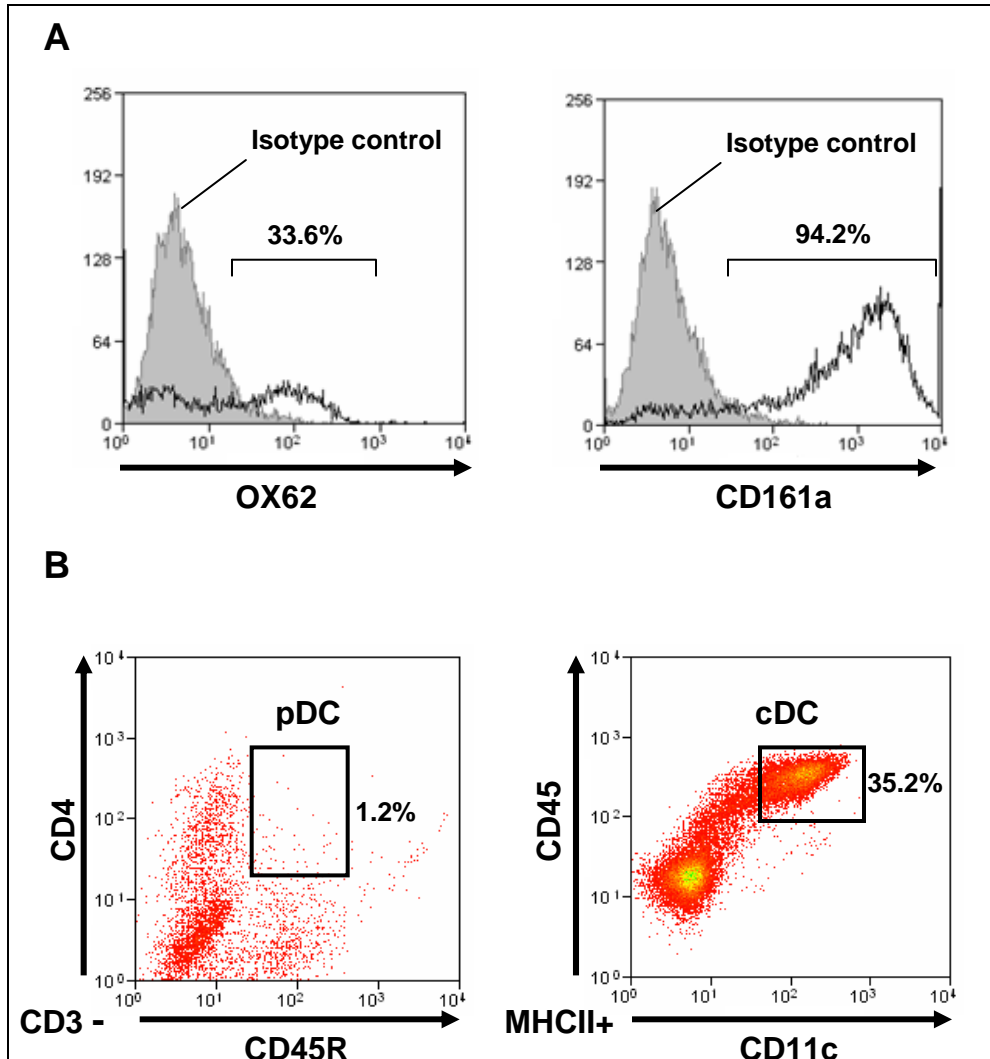 A
256
192
128
64
0
Isotype control
33.6%
10⁰ 10¹ 10² 10³ 10⁴
OX62
256
192
128
64
0
Isotype control
94.2%
10⁰ 10¹ 10² 10³ 10⁴
CD161a
B
10⁴
10³
10²
10¹
10⁰
CD4
pDC
1.2%
10⁰ 10¹ 10² 10³ 10⁴
CD3 -
CD45R
10⁴
10³
10²
10¹
10⁰
CD45
cDC
35.2%
10⁰ 10¹ 10² 10³ 10⁴
MHCII+
CD11c